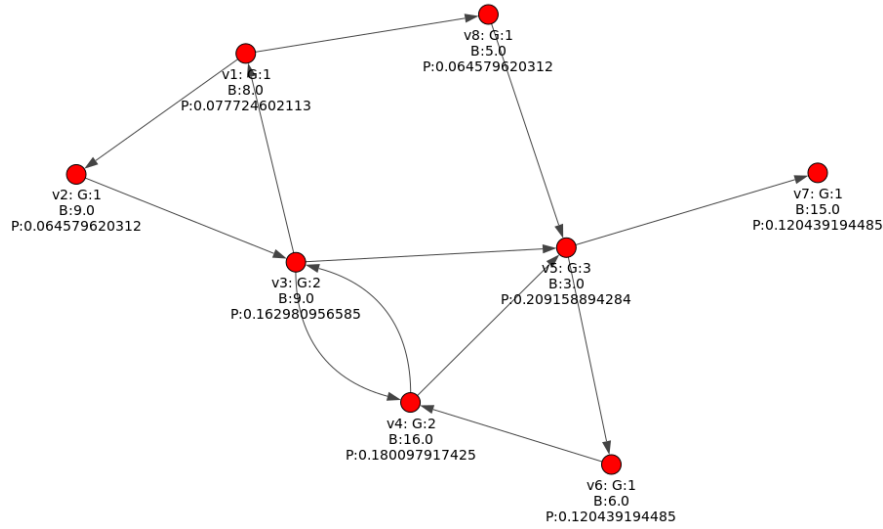 v8: G:1
B:5.0
P:0.064579620312
v1: G:1
B:8.0
P:0.077724602113
v2: G:1
B:9.0
P:0.064579620312
v7: G:1
B:15.0
P:0.120439194485
v5: G:3
B:3.0
P:0.209158894284
v3: G:2
B:9.0
P:0.162980956585
v4: G:2
B:16.0
P:0.180097917425
v6: G:1
B:6.0
P:0.120439194485